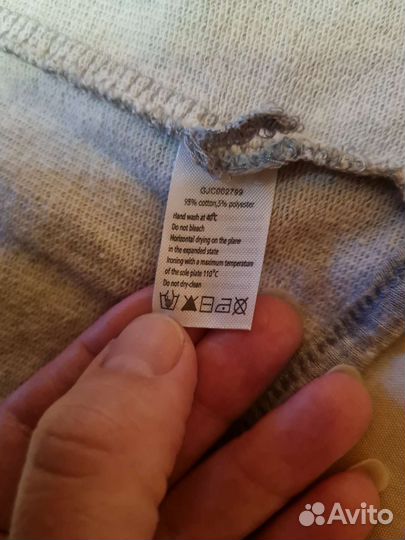 GJC002799
98% cotton,5% polyester
Hand wash at 40℃
Do not bleach
Horizontal drying on the plane
in the expanded state
Ironing with a maximum temperature
of the sole plate 110°C
Do not dry-clean
Avito